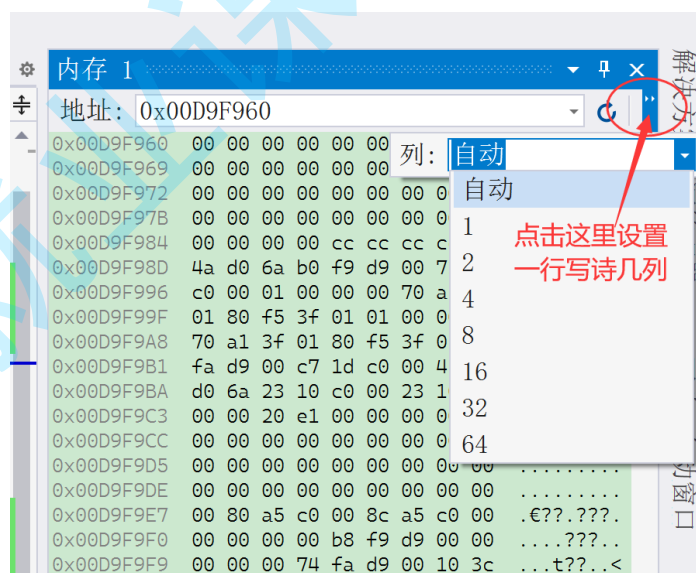 内存 1
地址: 0x00D9F960
列: 自动
自动
1
2
4
8
16
32
64
点击这里设置
一行写诗几列
0x00D9F960 00 00 00 00 00 00
0x00D9F969 00 00 00 00 00 00
0x00D9F972 00 00 00 00 00 00 00 0
0x00D9F97B 00 00 00 00 00 00 00 0
0x00D9F984 00 00 00 00 cc cc cc c
0x00D9F98D 4a d0 6a b0 f9 d9 00 7
0x00D9F996 c0 00 01 00 00 00 70 a
0x00D9F99F 01 80 f5 3f 01 01 00 0
0x00D9F9A8 70 a1 3f 01 80 f5 3f 0
0x00D9F9B1 fa d9 00 c7 1d c0 00 4
0x00D9F9BA d0 6a 23 10 c0 00 23 1
0x00D9F9C3 00 00 20 e1 00 00 00 0
0x00D9F9CC 00 00 00 00 00 00 00 0
0x00D9F9D5 00 00 00 00 00 00 00 00 00 .........
0x00D9F9DE 00 00 00 00 00 00 00 00 00 .........
0x00D9F9E7 00 80 a5 c0 00 8c a5 c0 00 .€??.???.
0x00D9F9F0 00 00 00 00 b8 f9 d9 00 00 ....???..
0x00D9F9F9 00 00 00 74 fa d9 00 10 3c ...t??..<
解决方
动窗口